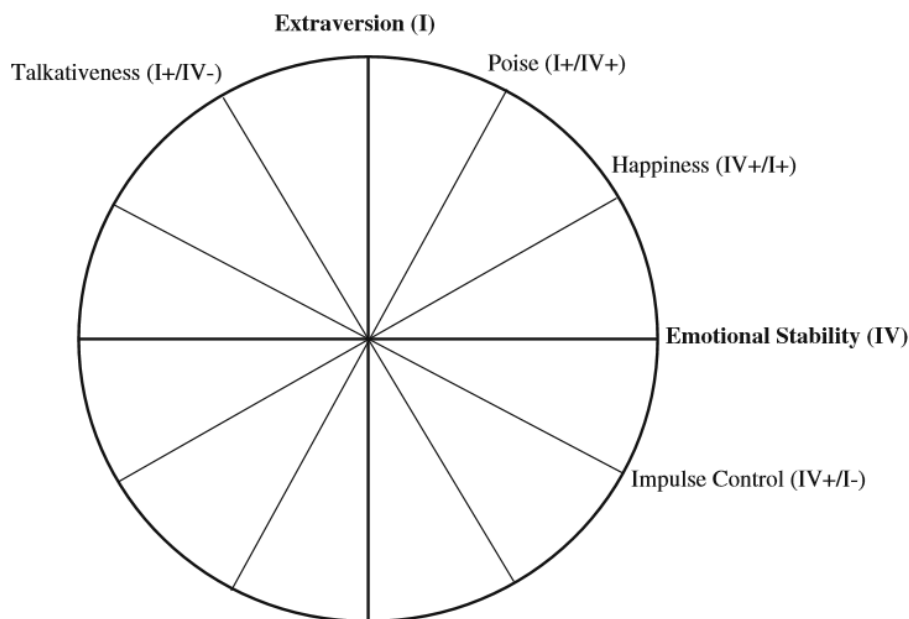 Extraversion (I)
Talkativeness (I+/IV-)
Poise (I+/IV+)
Happiness (IV+/I+)
Emotional Stability (IV)
Impulse Control (IV+/I-)